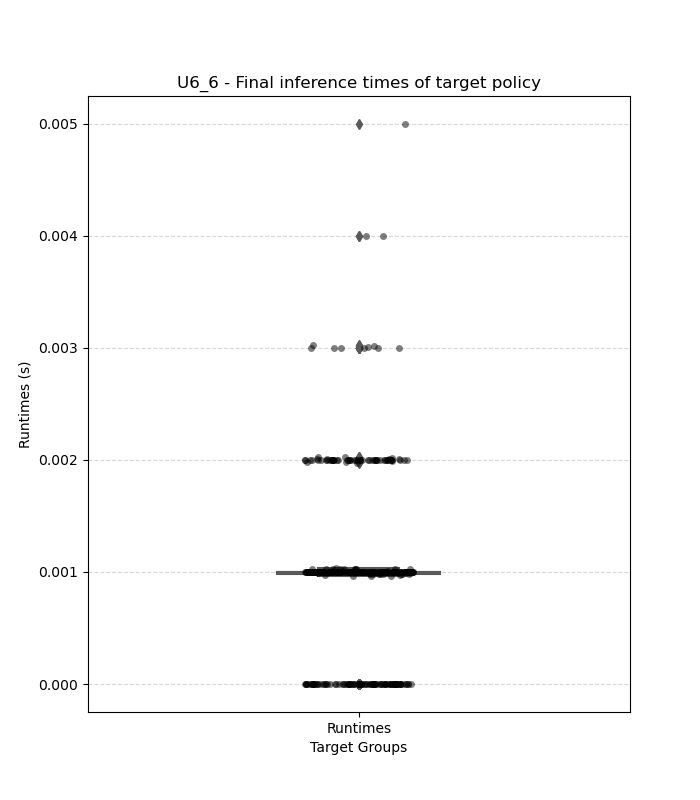 U6_6 - Final inference times of target policy
0.005
0.004
0.003
0.002
0.001
0.000
Runtimes (s)
Runtimes
Target Groups